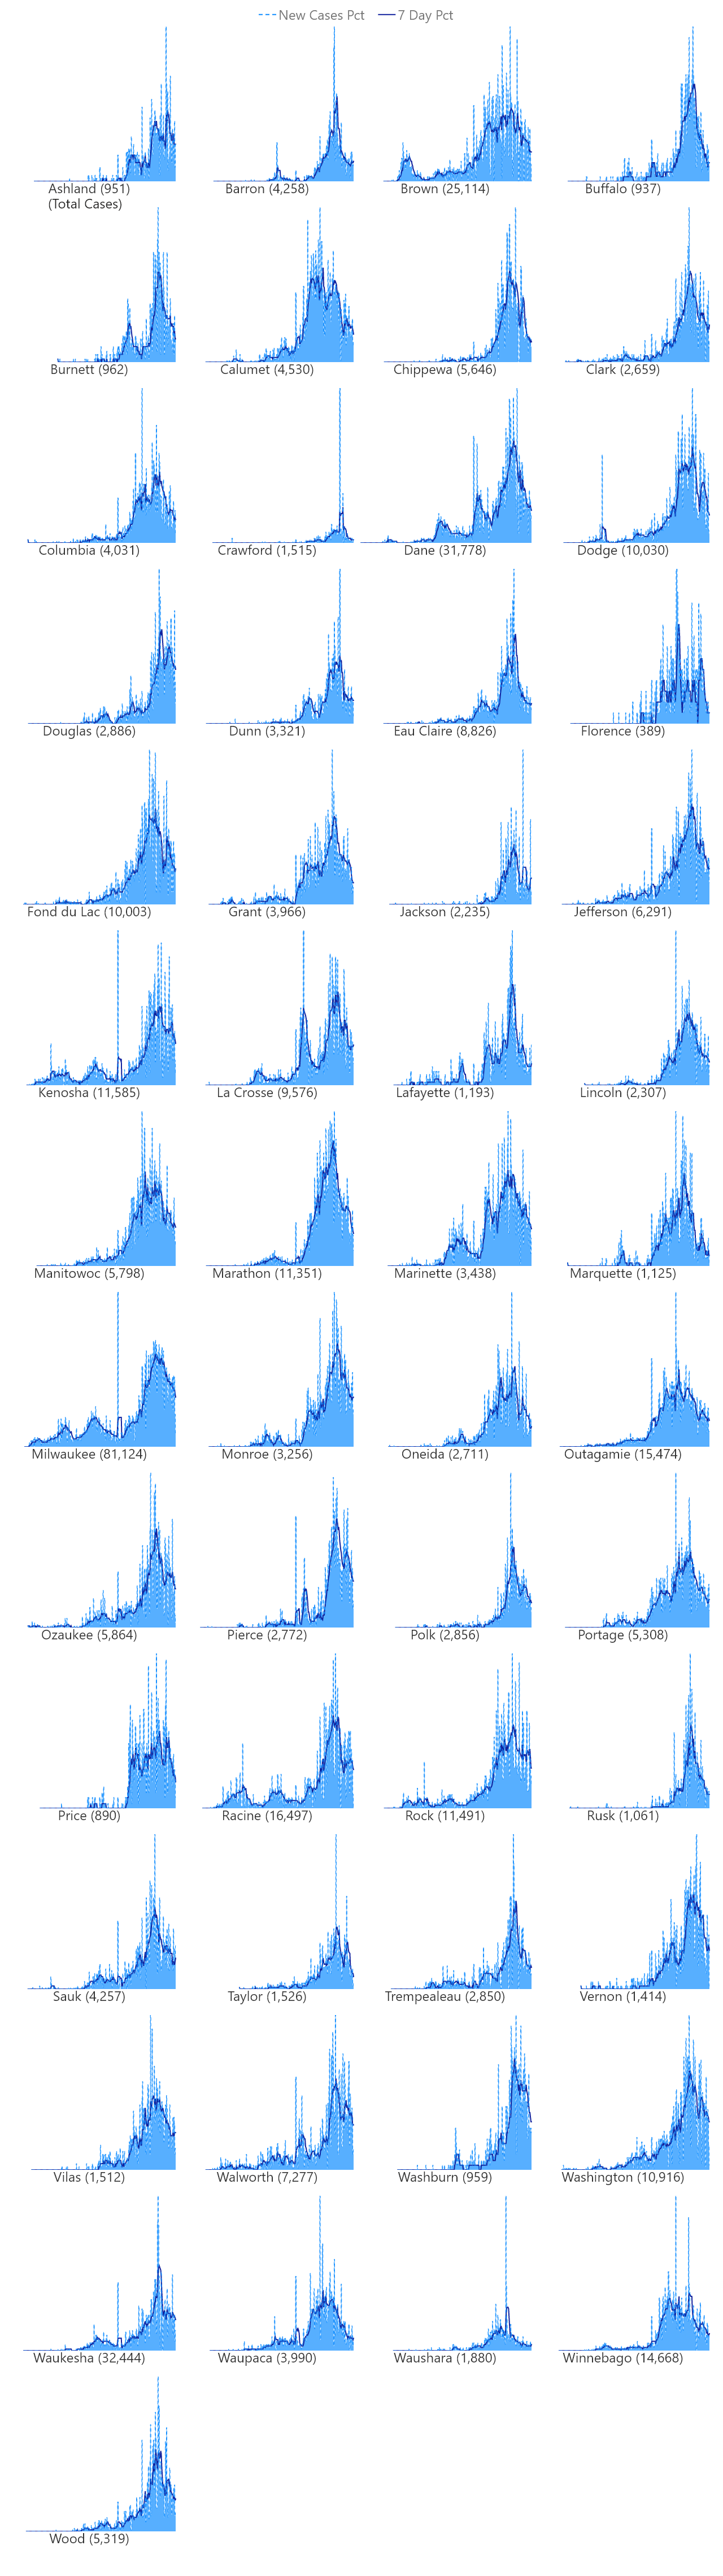 New Cases Pct 7 Day Pct
Ashland (951)
(Total Cases)
Barron (4,258)
Brown (25,114)
Buffalo (937)
Burnett (962)
Calumet (4,530)
Chippewa (5,646)
Clark (2,659)
Columbia (4,031)
Crawford (1,515)
Dane (31,778)
Dodge (10,030)
Douglas (2,886)
Dunn (3,321)
Eau Claire (8,826)
Florence (389)
Fond du Lac (10,003)
Grant (3,966)
Jackson (2,235)
Jefferson (6,291)
Kenosha (11,585)
La Crosse (9,576)
Lafayette (1,193)
Lincoln (2,307)
Manitowoc (5,798)
Marathon (11,351)
Marinette (3,438)
Marquette (1,125)
Milwaukee (81,124)
Monroe (3,256)
Oneida (2,711)
Outagamie (15,474)
Ozaukee (5,864)
Pierce (2,772)
Polk (2,856)
Portage (5,308)
Price (890)
Racine (16,497)
Rock (11,491)
Rusk (1,061)
Sauk (4,257)
Taylor (1,526)
Trempealeau (2,850)
Vernon (1,414)
Vilas (1,512)
Walworth (7,277)
Washburn (959)
Washington (10,916)
Waukesha (32,444)
Waupaca (3,990)
Waushara (1,880)
Winnebago (14,668)
Wood (5,319)